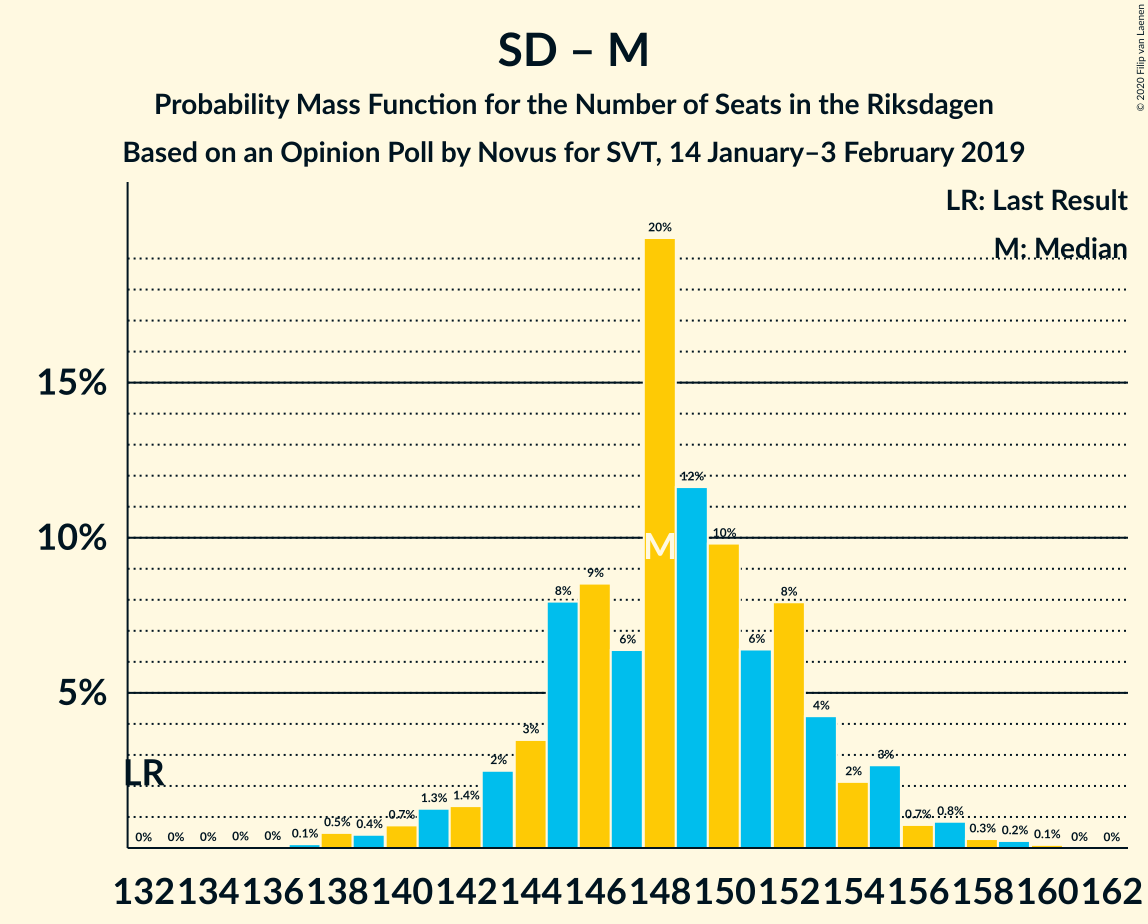 © 2020 Filip van Laenen
SD – M
Probability Mass Function for the Number of Seats in the Riksdagen
Based on an Opinion Poll by Novus for SVT, 14 January–3 February 2019
LR: Last Result
M: Median
15%
10%
5%
LR
M
0% 0% 0% 0% 0% 0.1% 0.5% 0.4% 0.7% 1.3% 1.4% 2% 3% 8% 9% 6% 20% 12% 10% 6% 8% 4% 2% 3% 0.7% 0.8% 0.3% 0.2% 0.1% 0% 0%
132 134 136 138 140 142 144 146 148 150 152 154 156 158 160 162